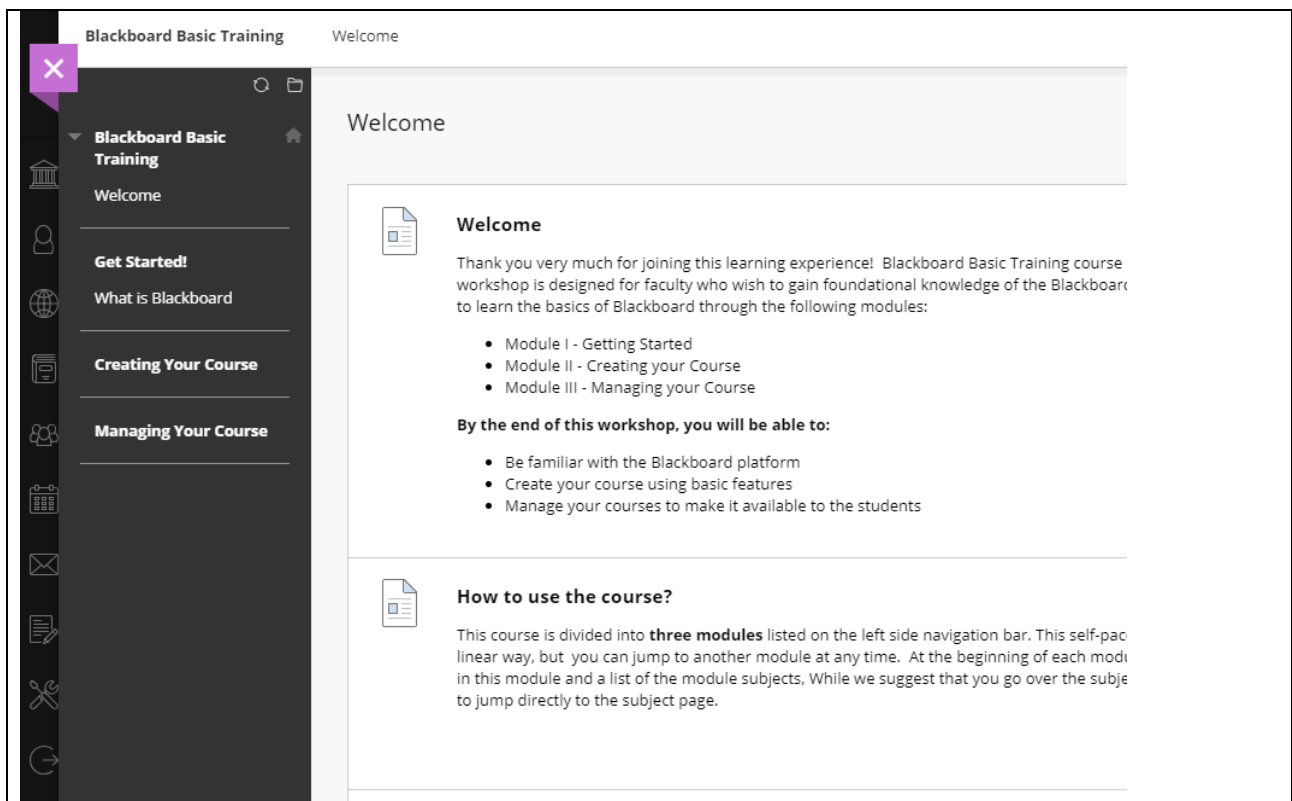 Blackboard Basic Training Welcome
Blackboard Basic
Training
Welcome
Get Started!
What is Blackboard
Creating Your Course
Managing Your Course
Welcome
Welcome
Thank you very much for joining this learning experience! Blackboard Basic Training course
workshop is designed for faculty who wish to gain foundational knowledge of the Blackboard
to learn the basics of Blackboard through the following modules:
• Module I - Getting Started
• Module II - Creating your Course
• Module III - Managing your Course
By the end of this workshop, you will be able to:
• Be familiar with the Blackboard platform
• Create your course using basic features
• Manage your courses to make it available to the students
How to use the course?
This course is divided into three modules listed on the left side navigation bar. This self-pac
linear way, but you can jump to another module at any time. At the beginning of each modu
in this module and a list of the module subjects, While we suggest that you go over the subje
to jump directly to the subject page.